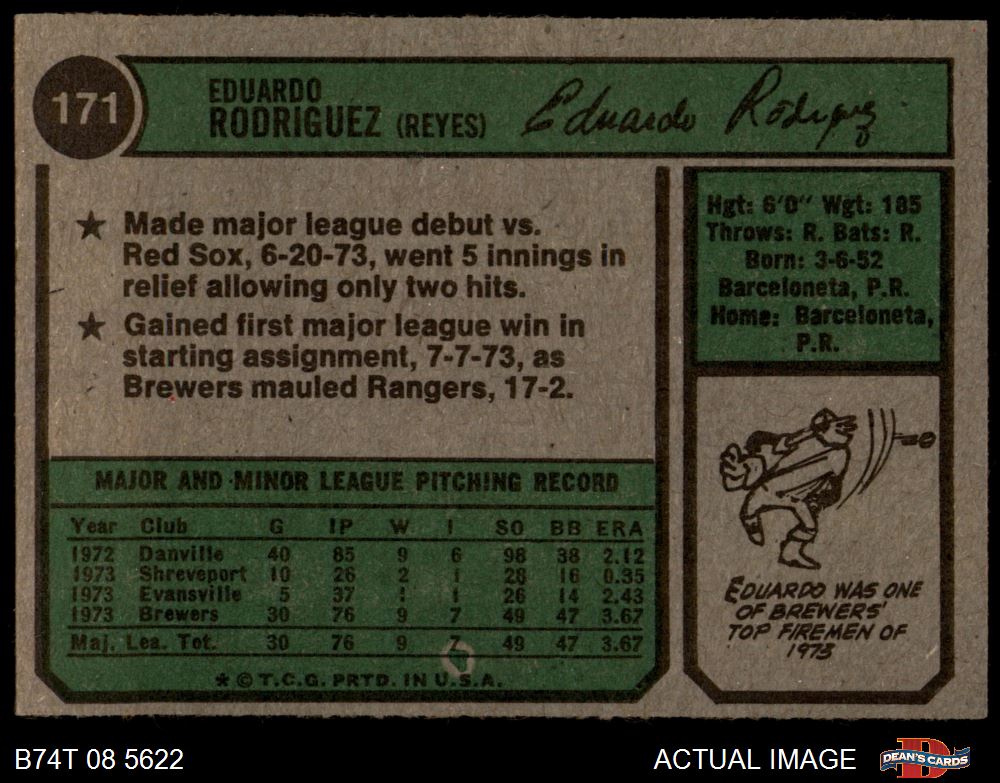 171
EDUARDO
RODRIGUEZ (REYES)
Eduardo Rodriguez
★ Made major league debut vs.
Red Sox, 6-20-73, went 5 innings in
relief allowing only two hits.
★ Gained first major league win in
starting assignment, 7-7-73, as
Brewers mauled Rangers, 17-2.
Hgt: 6'0" Wgt: 185
Throws: R. Bats: R.
Born: 3-6-52
Barceloneta, P.R.
Home: Barceloneta,
P.R.
MAJOR AND MINOR LEAGUE PITCHING RECORD
Year Club G IP W L SO BB ERA
1972 Danville 40 85 9 6 98 38 2.12
1973 Shreveport 10 26 2 1 28 16 0.35
1973 Evansville 5 37 1 1 26 14 2.43
1973 Brewers 30 76 9 7 49 47 3.67
Maj. Lea. Tot. 30 76 9 7 49 47 3.67
★ © T.C.G. PRTD. IN U.S.A.
EDUARDO WAS ONE
OF BREWERS'
TOP FIREMEN OF
1973
B74T 08 5622
ACTUAL IMAGE
DEAN'S CARDS